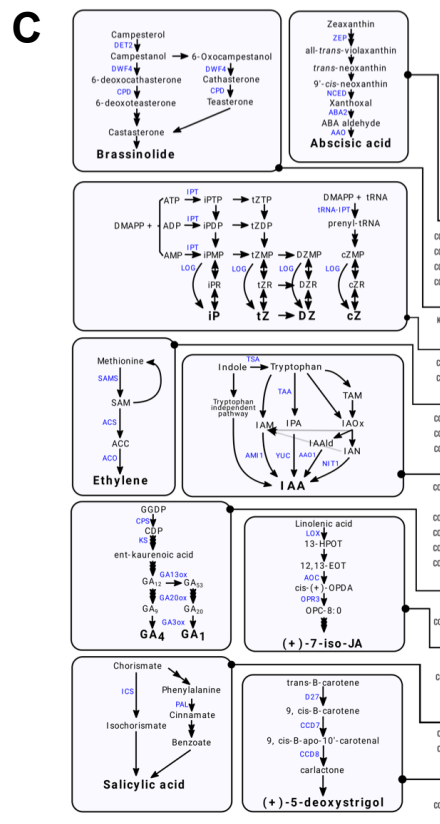 C
Campesterol
DET2
Campestanol
6-Oxocampestanol
DWF4
DWF4
6-deoxocathasterone
Cathasterone
CPD
CPD
6-deoxoteasterone
Teasterone
Castasterone
Brassinolide
Zeaxanthin
ZEP
all-trans-violaxanthin
trans-neoxanthin
9'-cis-neoxanthin
NCED
Xanthoxal
ABA2
ABA aldehyde
AAO
Abscisic acid
ATP IPT iPTP tZTP
DMAPP + ADP IPT iPDP tZDP
AMP IPT iPMP tZMP DZMP cZMP
DMAPP + tRNA
tRNA-IPT
prenyl-tRNA
LOG LOG LOG LOG
iPR tZR DZR cZR
iP tZ DZ cZ
Methionine
SAMS
SAM
ACS
ACC
ACO
Ethylene
Indole TSA Tryptophan
Tryptophan
independent
pathway
TAA
TAM
IAM IPA IAOx
IAAld
IAN
AMI1 YUC AAO1 NIT1
IAA
GGDP
CPS
CDP
KS
ent-kaurenoic acid
GA13ox
GA12 GA53
GA20ox
GA9 GA20
GA3ox
GA4 GA1
Linolenic acid
LOX
13-HPOT
12,13-EOT
AOC
cis-(+)-OPDA
OPR3
OPC-8:0
(+)-7-iso-JA
Chorismate
ICS
Phenylalanine
PAL
Cinnamate
Isochorismate
Benzoate
Salicylic acid
trans-B-carotene
D27
9, cis-B-carotene
CCD7
9, cis-B-apo-10'-carotenal
CCD8
carlactone
(+)-5-deoxystrigol